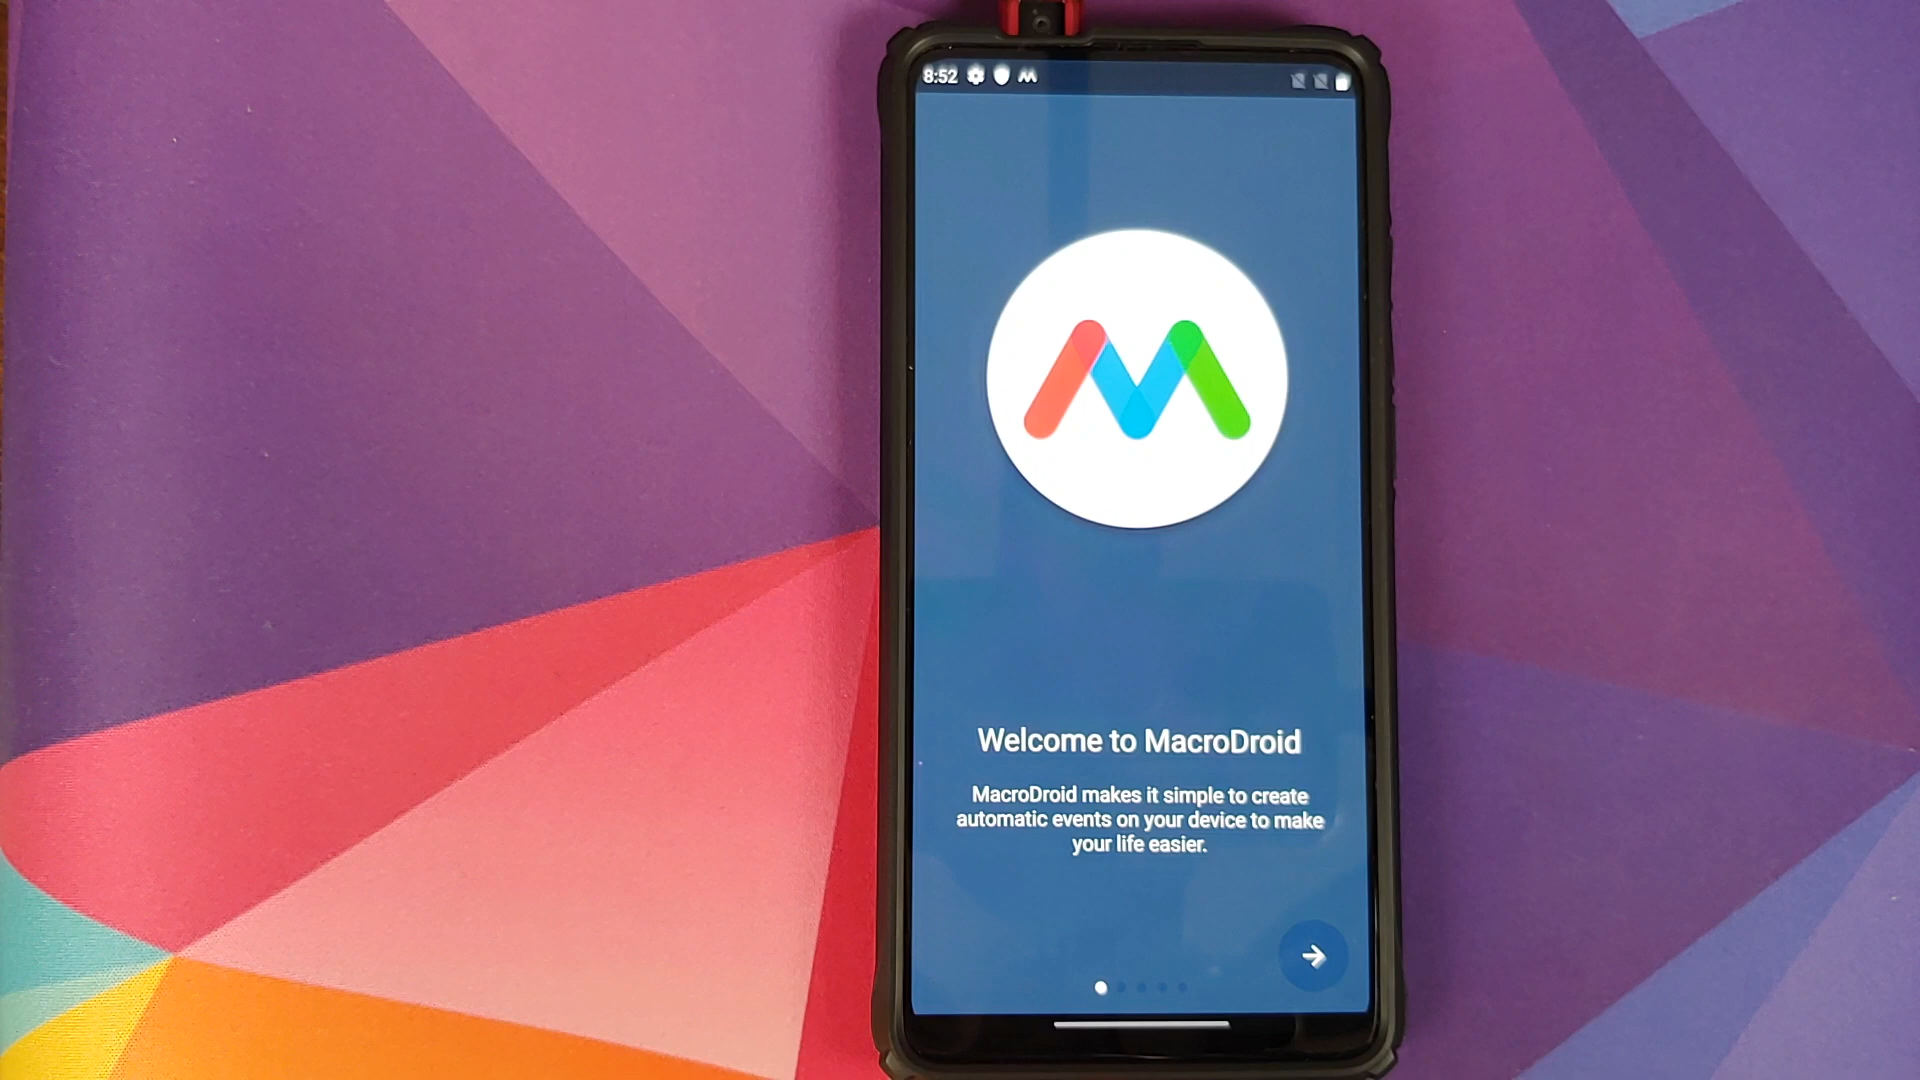 8:52
Welcome to MacroDroid
MacroDroid makes it simple to create
automatic events on your device to make
your life easier.